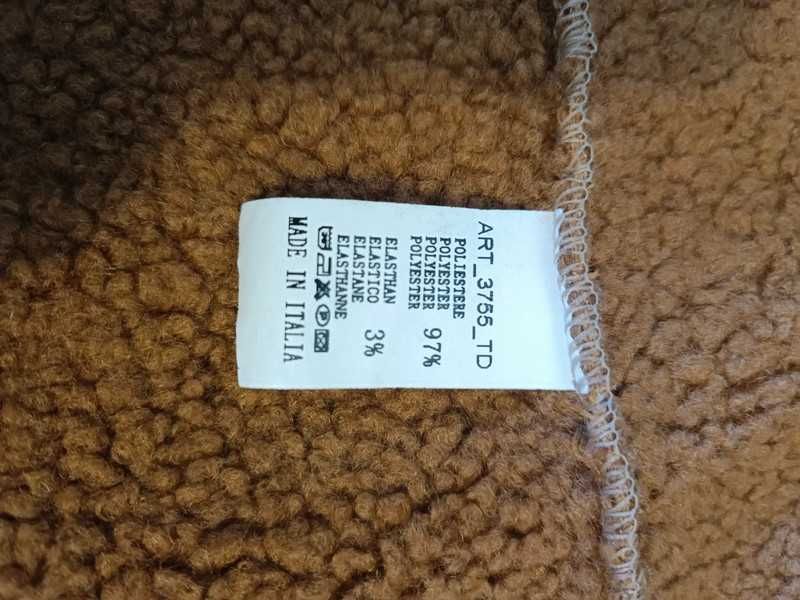 ART_3755_TD
POLIESTERE
POLYESTER
POLYESTER 97%
POLYESTER
ELASTHAN
ELASTICO 3%
ELASTANE
ELASTHANNE
MADE IN ITALIA